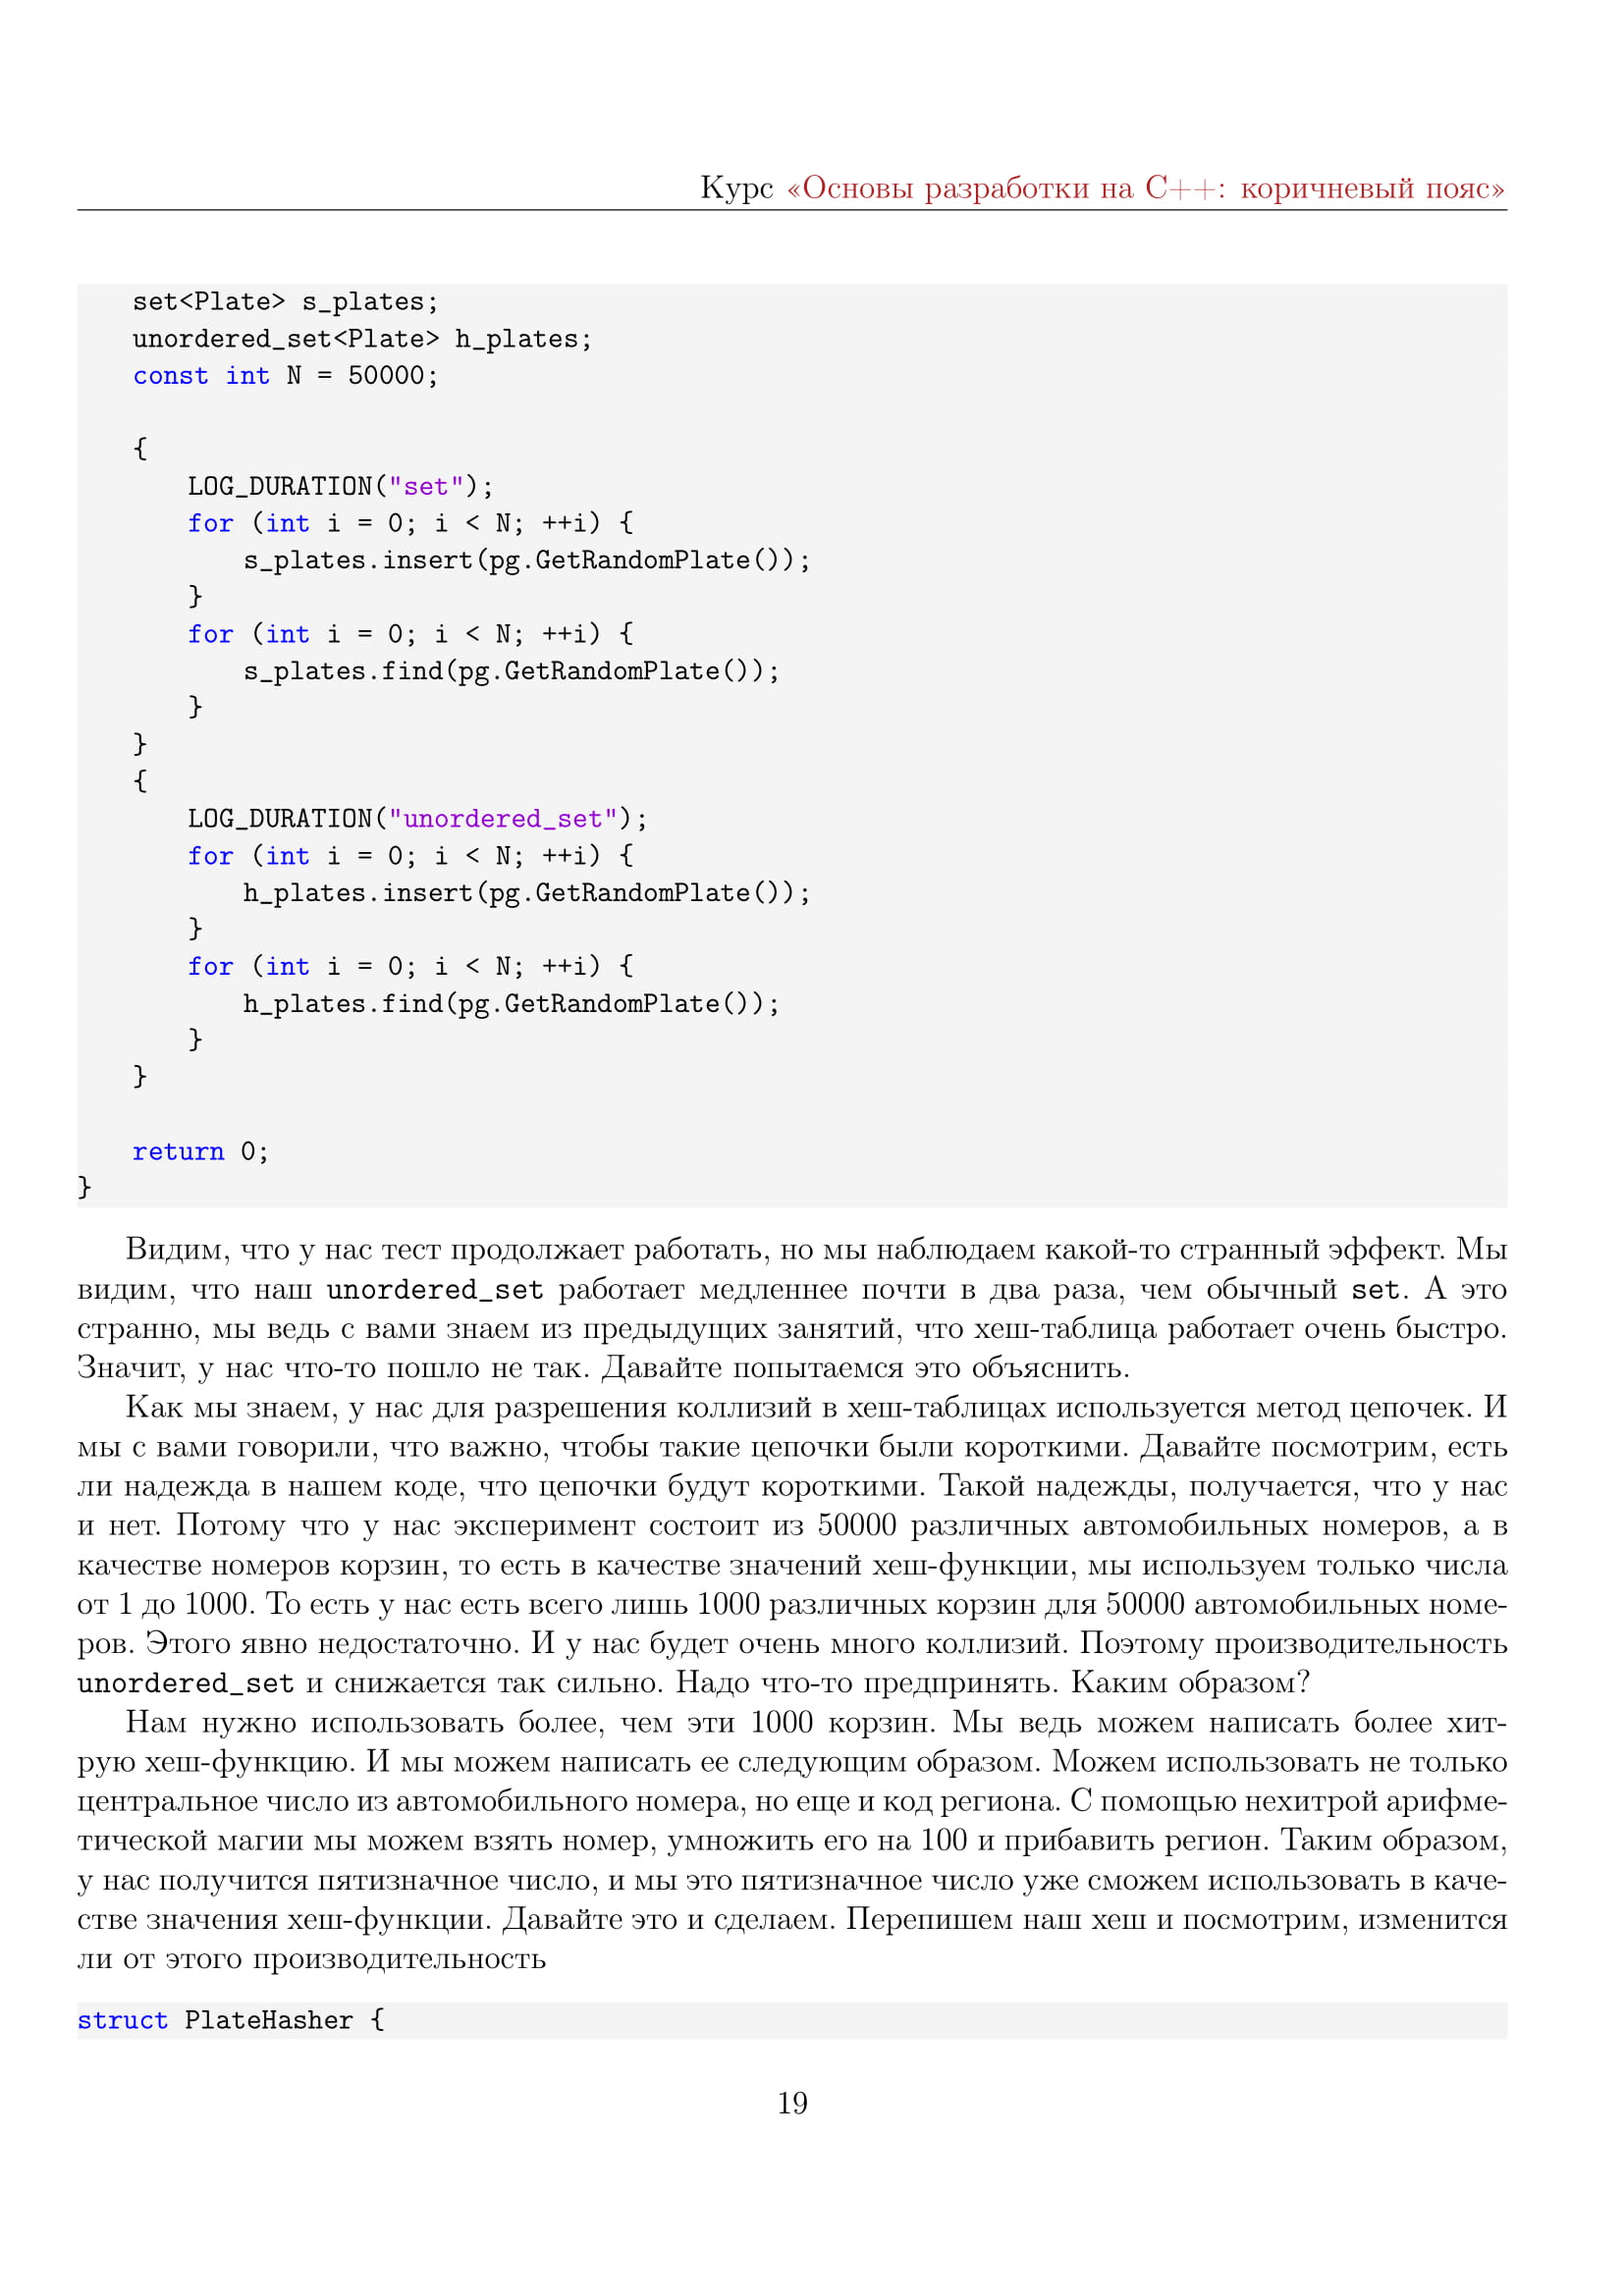 Курс «Основы разработки на C++: коричневый пояс»
set<Plate> s_plates;
unordered_set<Plate> h_plates;
const int N = 50000;
{
LOG_DURATION("set");
for (int i = 0; i < N; ++i) {
s_plates.insert(pg.GetRandomPlate());
}
for (int i = 0; i < N; ++i) {
s_plates.find(pg.GetRandomPlate());
}
}
{
LOG_DURATION("unordered_set");
for (int i = 0; i < N; ++i) {
h_plates.insert(pg.GetRandomPlate());
}
for (int i = 0; i < N; ++i) {
h_plates.find(pg.GetRandomPlate());
}
}
return 0;
}
Видим, что у нас тест продолжает работать, но мы наблюдаем какой-то странный эффект. Мы
видим, что наш unordered_set работает медленнее почти в два раза, чем обычный set. А это
странно, мы ведь с вами знаем из предыдущих занятий, что хеш-таблица работает очень быстро.
Значит, у нас что-то пошло не так. Давайте попытаемся это объяснить.
Как мы знаем, у нас для разрешения коллизий в хеш-таблицах используется метод цепочек. И
мы с вами говорили, что важно, чтобы такие цепочки были короткими. Давайте посмотрим, есть
ли надежда в нашем коде, что цепочки будут короткими. Такой надежды, получается, что у нас
и нет. Потому что у нас эксперимент состоит из 50000 различных автомобильных номеров, а в
качестве номеров корзин, то есть в качестве значений хеш-функции, мы используем только числа
от 1 до 1000. То есть у нас есть всего лишь 1000 различных корзин для 50000 автомобильных номе-
ров. Этого явно недостаточно. И у нас будет очень много коллизий. Поэтому производительность
unordered_set и снижается так сильно. Надо что-то предпринять. Каким образом?
Нам нужно использовать более, чем эти 1000 корзин. Мы ведь можем написать более хит-
рую хеш-функцию. И мы можем написать ее следующим образом. Можем использовать не только
центральное число из автомобильного номера, но еще и код региона. С помощью нехитрой арифме-
тической магии мы можем взять номер, умножить его на 100 и прибавить регион. Таким образом,
у нас получится пятизначное число, и мы это пятизначное число уже сможем использовать в каче-
стве значения хеш-функции. Давайте это и сделаем. Перепишем наш хеш и посмотрим, изменится
ли от этого производительность
struct PlateHasher {
19